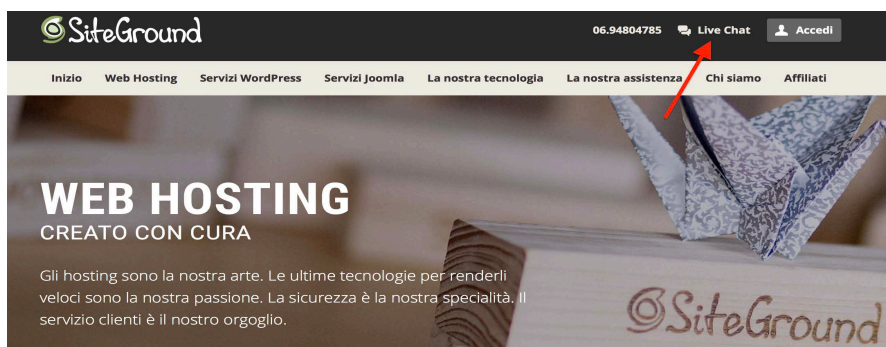 SiteGround
06.94804785 Live Chat Accedi
Inizio Web Hosting Servizi WordPress Servizi Joomla La nostra tecnologia La nostra assistenza Chi siamo Affiliati
WEB HOSTING
CREATO CON CURA
Gli hosting sono la nostra arte. Le ultime tecnologie per renderli
veloci sono la nostra passione. La sicurezza è la nostra specialità. Il
servizio clienti è il nostro orgoglio.
SiteGround